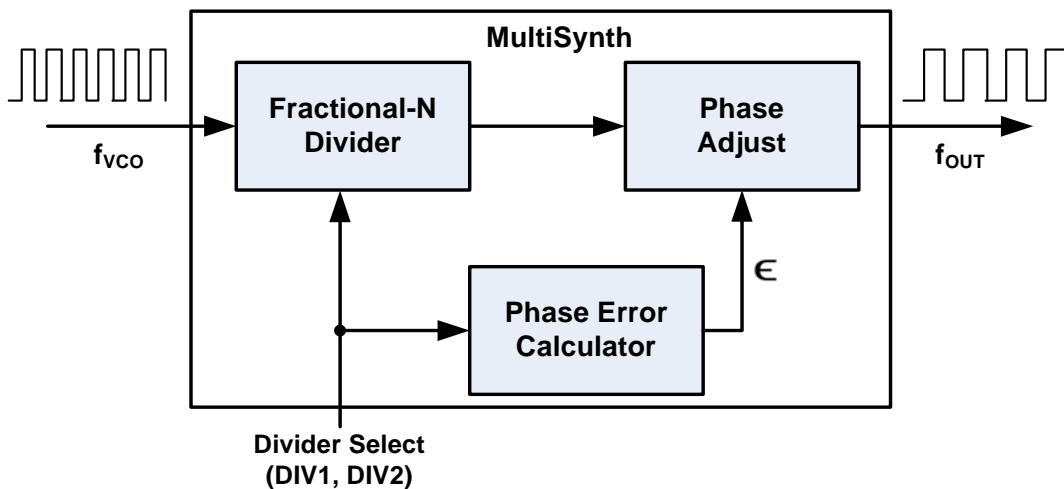 MultiSynth
Fractional-N
Divider
Phase
Adjust
fVCO
fOUT
ϵ
Phase Error
Calculator
Divider Select
(DIV1, DIV2)